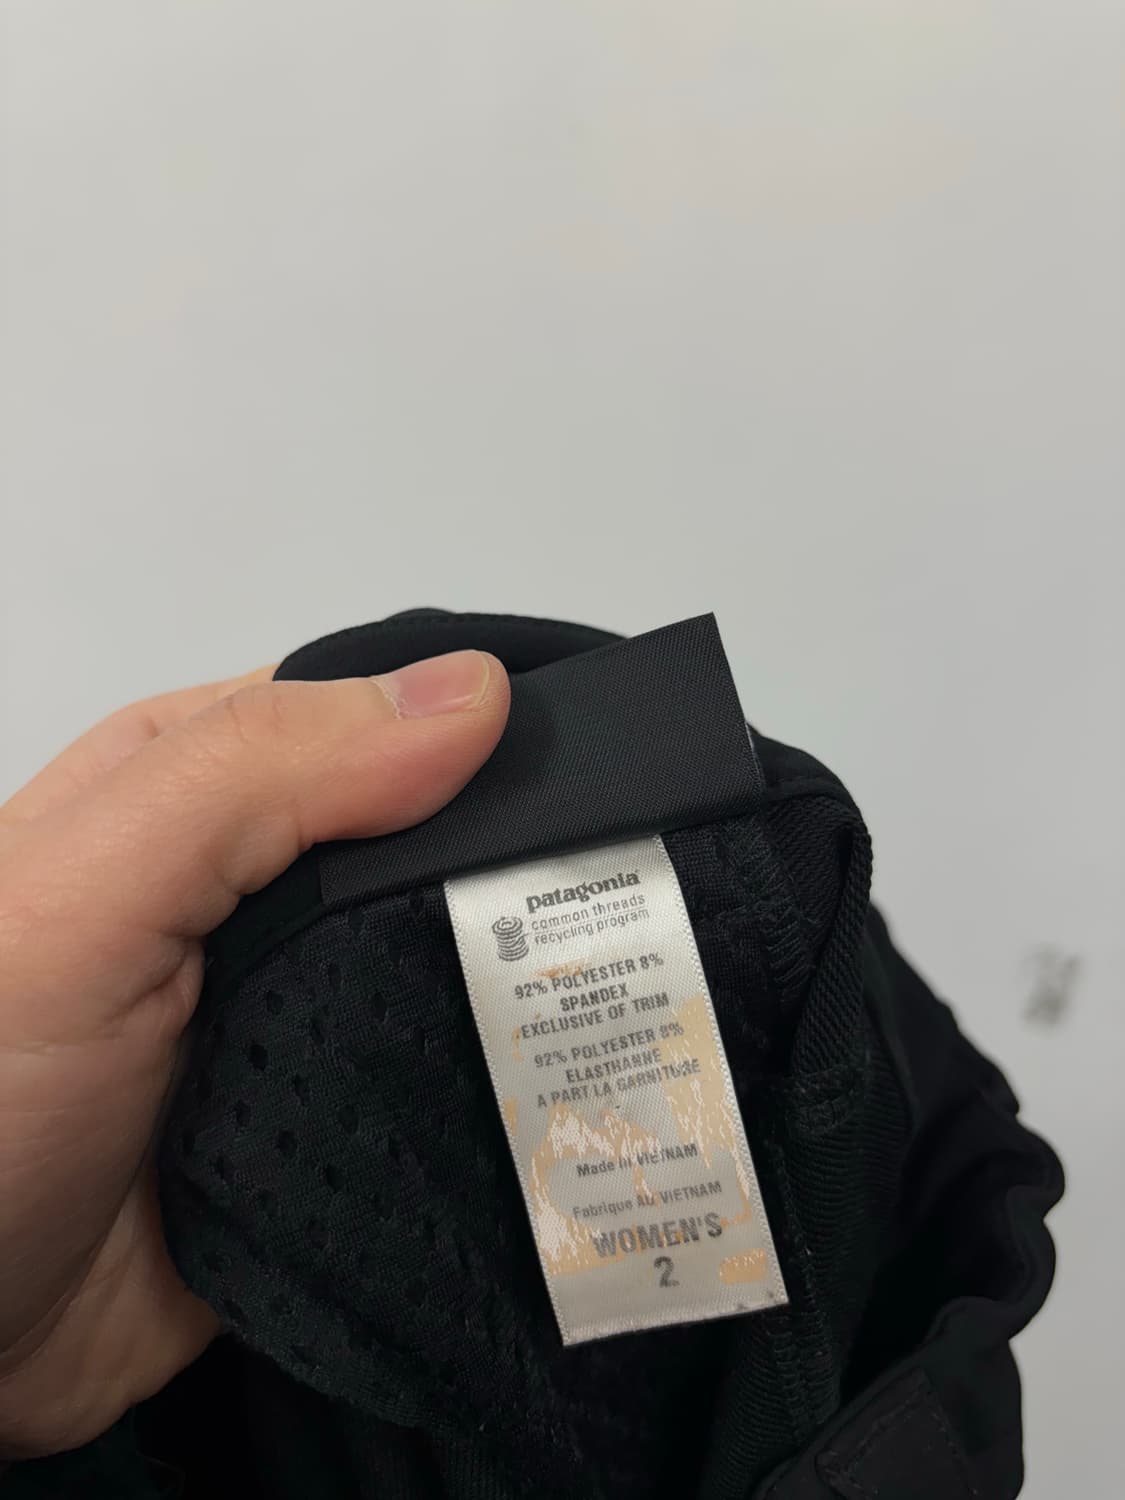 patagonia
common threads
recycling program
92% POLYESTER 8%
SPANDEX
EXCLUSIVE OF TRIM
92% POLYESTER 8%
ELASTHANNE
A PART LA GARNITURE
Made in VIETNAM
Fabrique AU VIETNAM
WOMEN'S
2